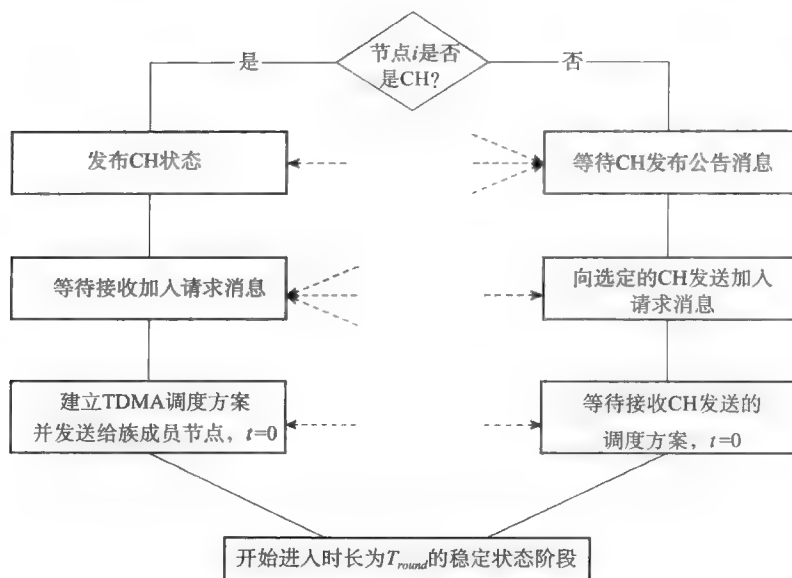 节点i是否
是CH?
是
否
发布CH状态
等待CH发布公告消息
等待接收加入请求消息
向选定的CH发送加入
请求消息
建立TDMA调度方案
并发送给族成员节点，t=0
等待接收CH发送的
调度方案，t=0
开始进入时长为Tround的稳定状态阶段